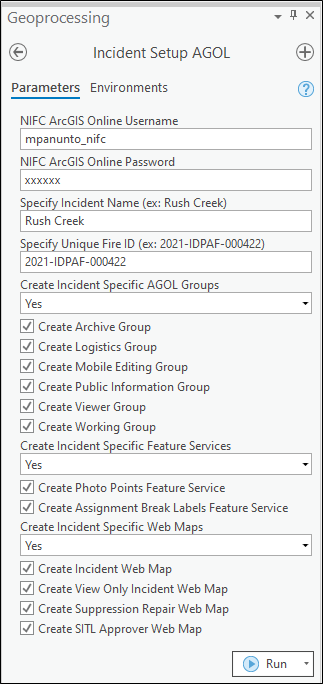 Geoprocessing
Incident Setup AGOL
Parameters Environments
NIFC ArcGIS Online Username
mpanunto_nifc
NIFC ArcGIS Online Password
xxxxxx
Specify Incident Name (ex: Rush Creek)
Rush Creek
Specify Unique Fire ID (ex: 2021-IDPAF-000422)
2021-IDPAF-000422
Create Incident Specific AGOL Groups
Yes
Create Archive Group
Create Logistics Group
Create Mobile Editing Group
Create Public Information Group
Create Viewer Group
Create Working Group
Create Incident Specific Feature Services
Yes
Create Photo Points Feature Service
Create Assignment Break Labels Feature Service
Create Incident Specific Web Maps
Yes
Create Incident Web Map
Create View Only Incident Web Map
Create Suppression Repair Web Map
Create SITL Approver Web Map
Run